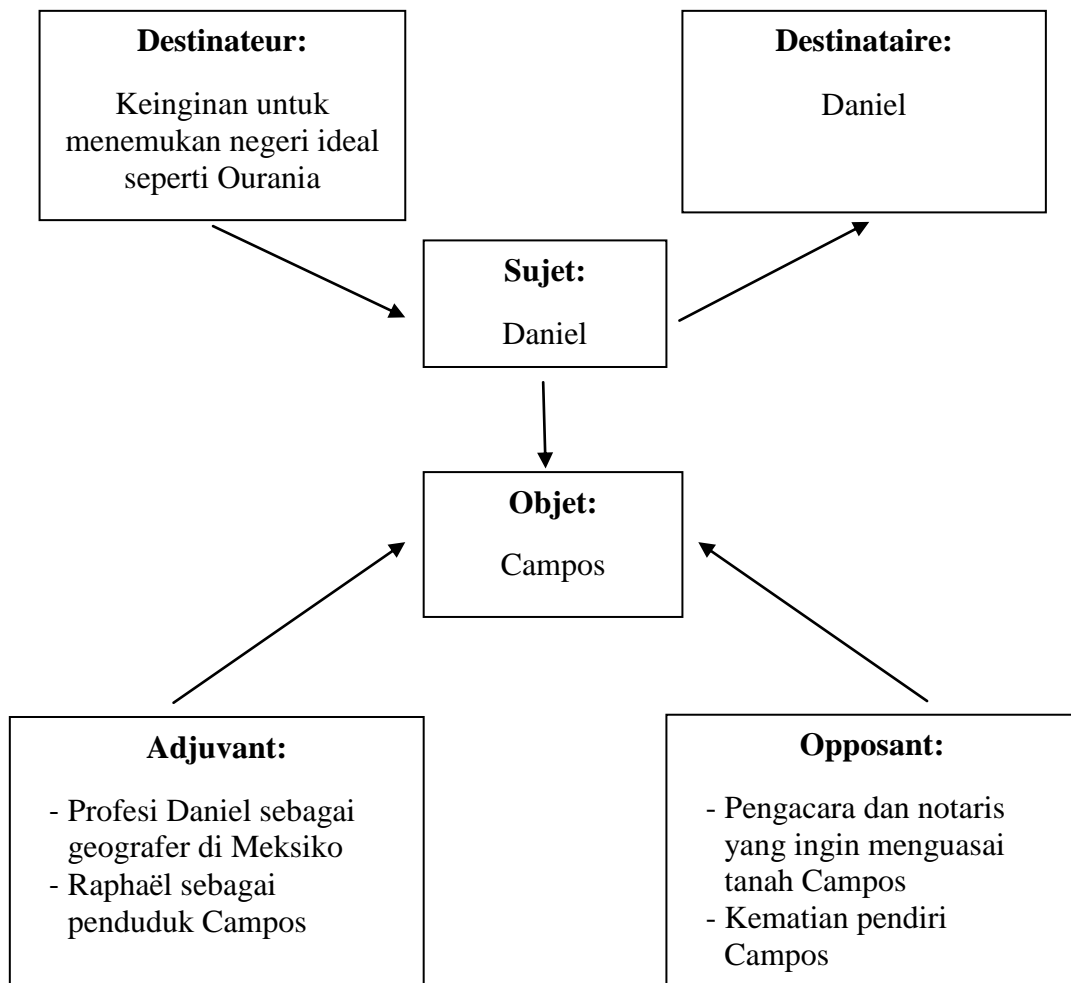 Destinateur:
Keinginan untuk
menemukan negeri ideal
seperti Ourania
Destinataire:
Daniel
Sujet:
Daniel
Objet:
Campos
Adjuvant:
- Profesi Daniel sebagai
geografer di Meksiko
- Raphaël sebagai
penduduk Campos
Opposant:
- Pengacara dan notaris
yang ingin menguasai
tanah Campos
- Kematian pendiri
Campos